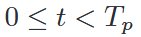 0 ≤ t < T_p